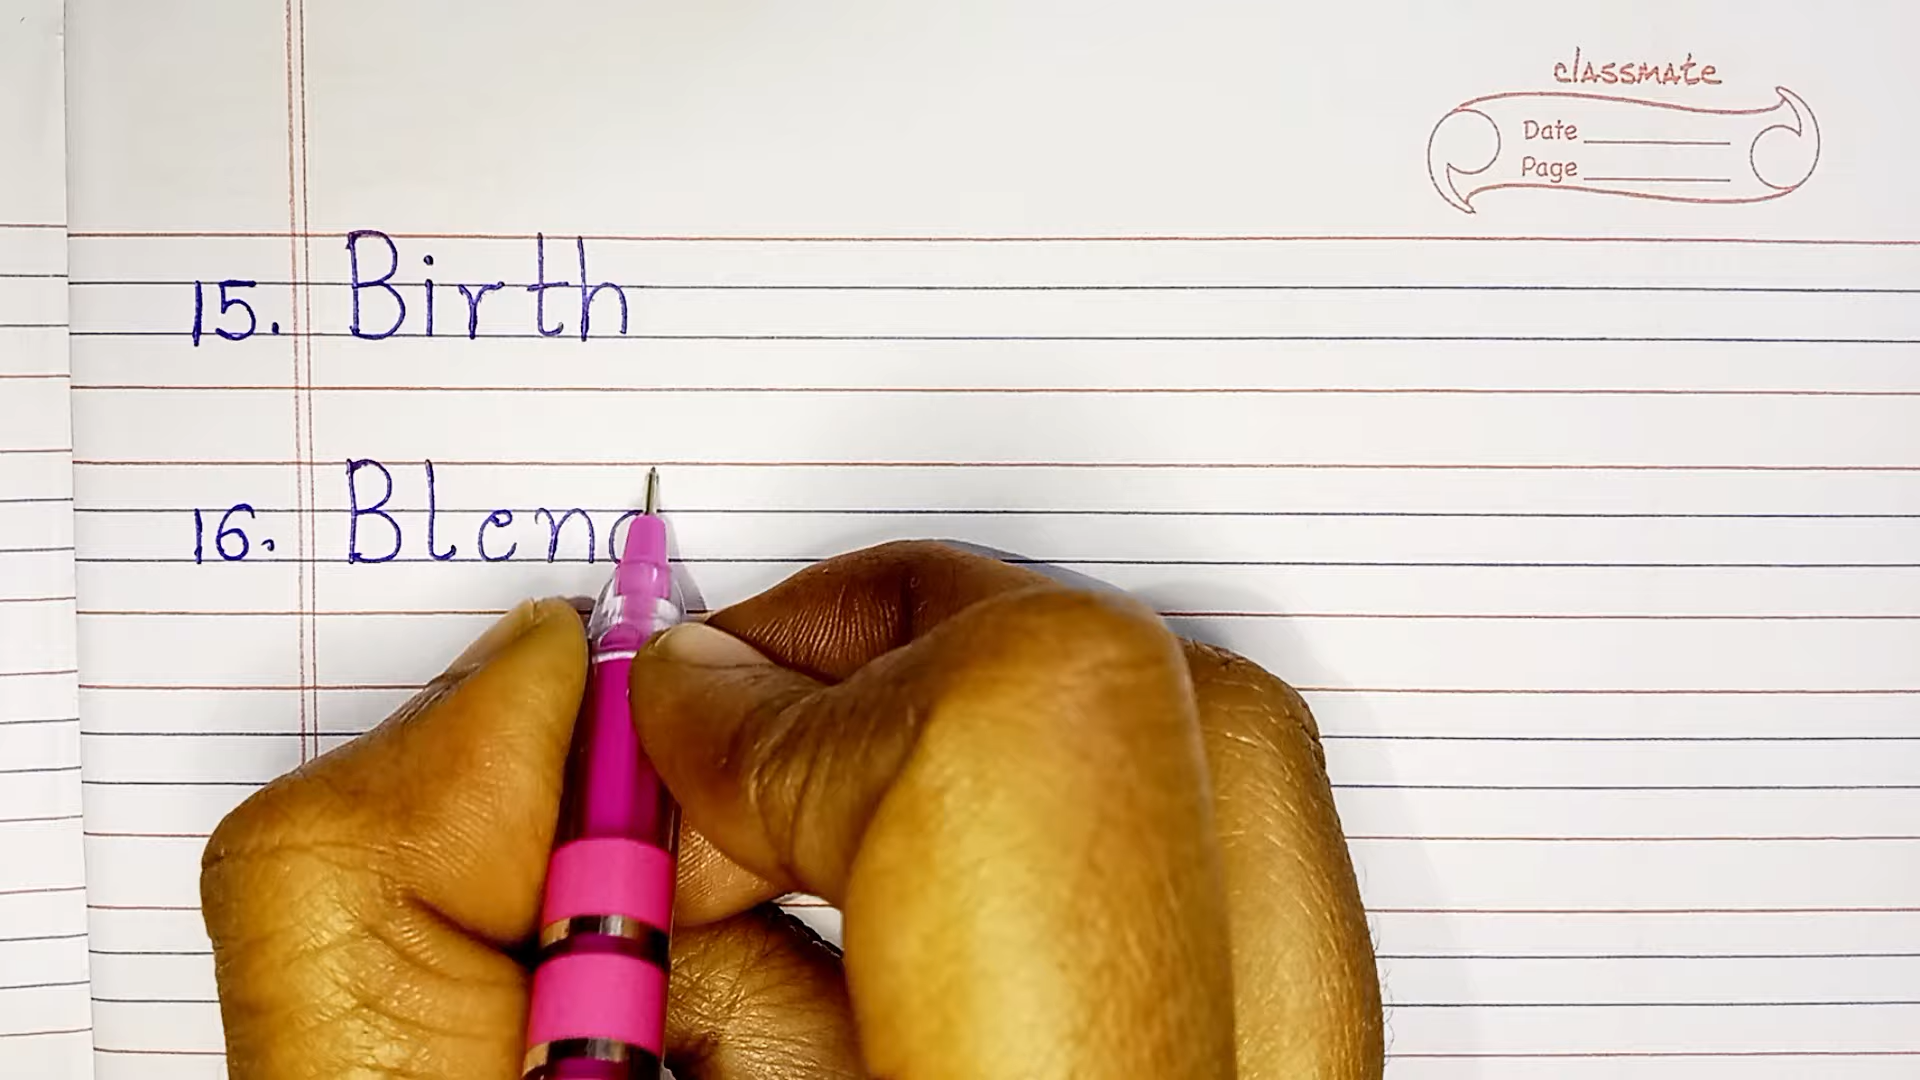 classmate
Date
Page
15. Birth
16. Blen